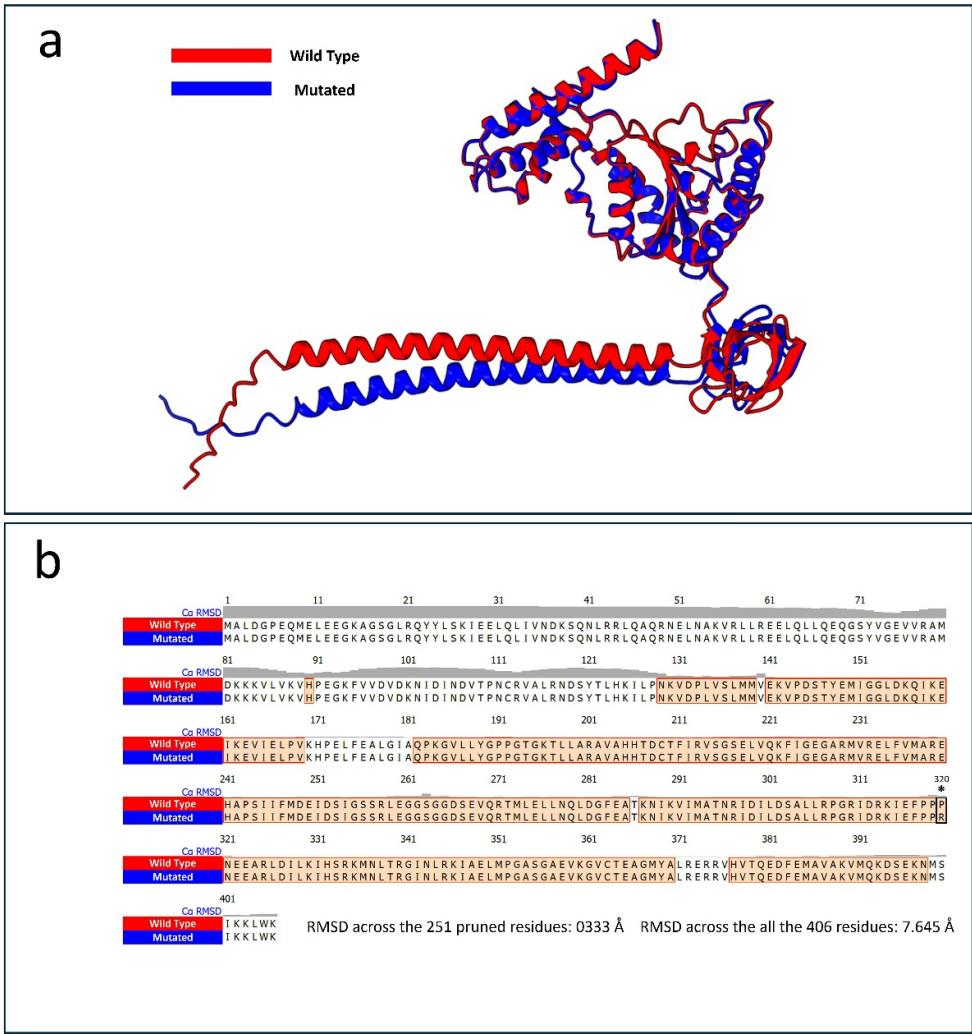 a
Wild Type
Mutated
b
1 11 21 31 41 51 61 71
Cα RMSD
Wild Type MALDGPEQMELEEGKAGSGLRQYYLSKIEELQLIVNDKSQNLRRLQAQRNELNAKVRLLREELQLLQEQGSYVGEVVRAM
Mutated MALDGPEQMELEEGKAGSGLRQYYLSKIEELQLIVNDKSQNLRRLQAQRNELNAKVRLLREELQLLQEQGSYVGEVVRAM
81 91 101 111 121 131 141 151
Cα RMSD
Wild Type DKKKVLVKVHPEGKFVVDVDKNIDINDVTPNCRVALRNDSYTLHKILPNKVDPLVSLMMVEKVPDSTYEMIGGLDKQIKE
Mutated DKKKVLVKVHPEGKFVVDVDKNIDINDVTPNCRVALRNDSYTLHKILPNKVDPLVSLMMVEKVPDSTYEMIGGLDKQIKE
161 171 181 191 201 211 221 231
Cα RMSD
Wild Type IKEVIELPVKHPELFEALGIAQPKGVLLYGPPGTGKTLLARAVAHHTDCTFIRVSGSELVQKFIGEGARMVRELFVMARE
Mutated IKEVIELPVKHPELFEALGIAQPKGVLLYGPPGTGKTLLARAVAHHTDCTFIRVSGSELVQKFIGEGARMVRELFVMARE
241 251 261 271 281 291 301 311 320
*
Cα RMSD
Wild Type HAPSIIFMDEIDSIGSSRLEGGSGGDSEVQRTMLELLNQLDGFEATKNIKVIMATNRIDILDSALLRPGRIDRKIEFPPP
Mutated HAPSIIFMDEIDSIGSSRLEGGSGGDSEVQRTMLELLNQLDGFEATKNIKVIMATNRIDILDSALLRPGRIDRKIEFPPR
321 331 341 351 361 371 381 391
Cα RMSD
Wild Type NEEARLDILKIHSRKMNLTRGINLRKIAELMPGASGAEVKGVCTEAGMYALRERRVHVTQEDFEMAVAKVMQKDSEKNMS
Mutated NEEARLDILKIHSRKMNLTRGINLRKIAELMPGASGAEVKGVCTEAGMYALRERRVHVTQEDFEMAVAKVMQKDSEKNMS
401
Cα RMSD
Wild Type IKKLWK
Mutated IKKLWK
RMSD across the 251 pruned residues: 0333 Å RMSD across the all the 406 residues: 7.645 Å